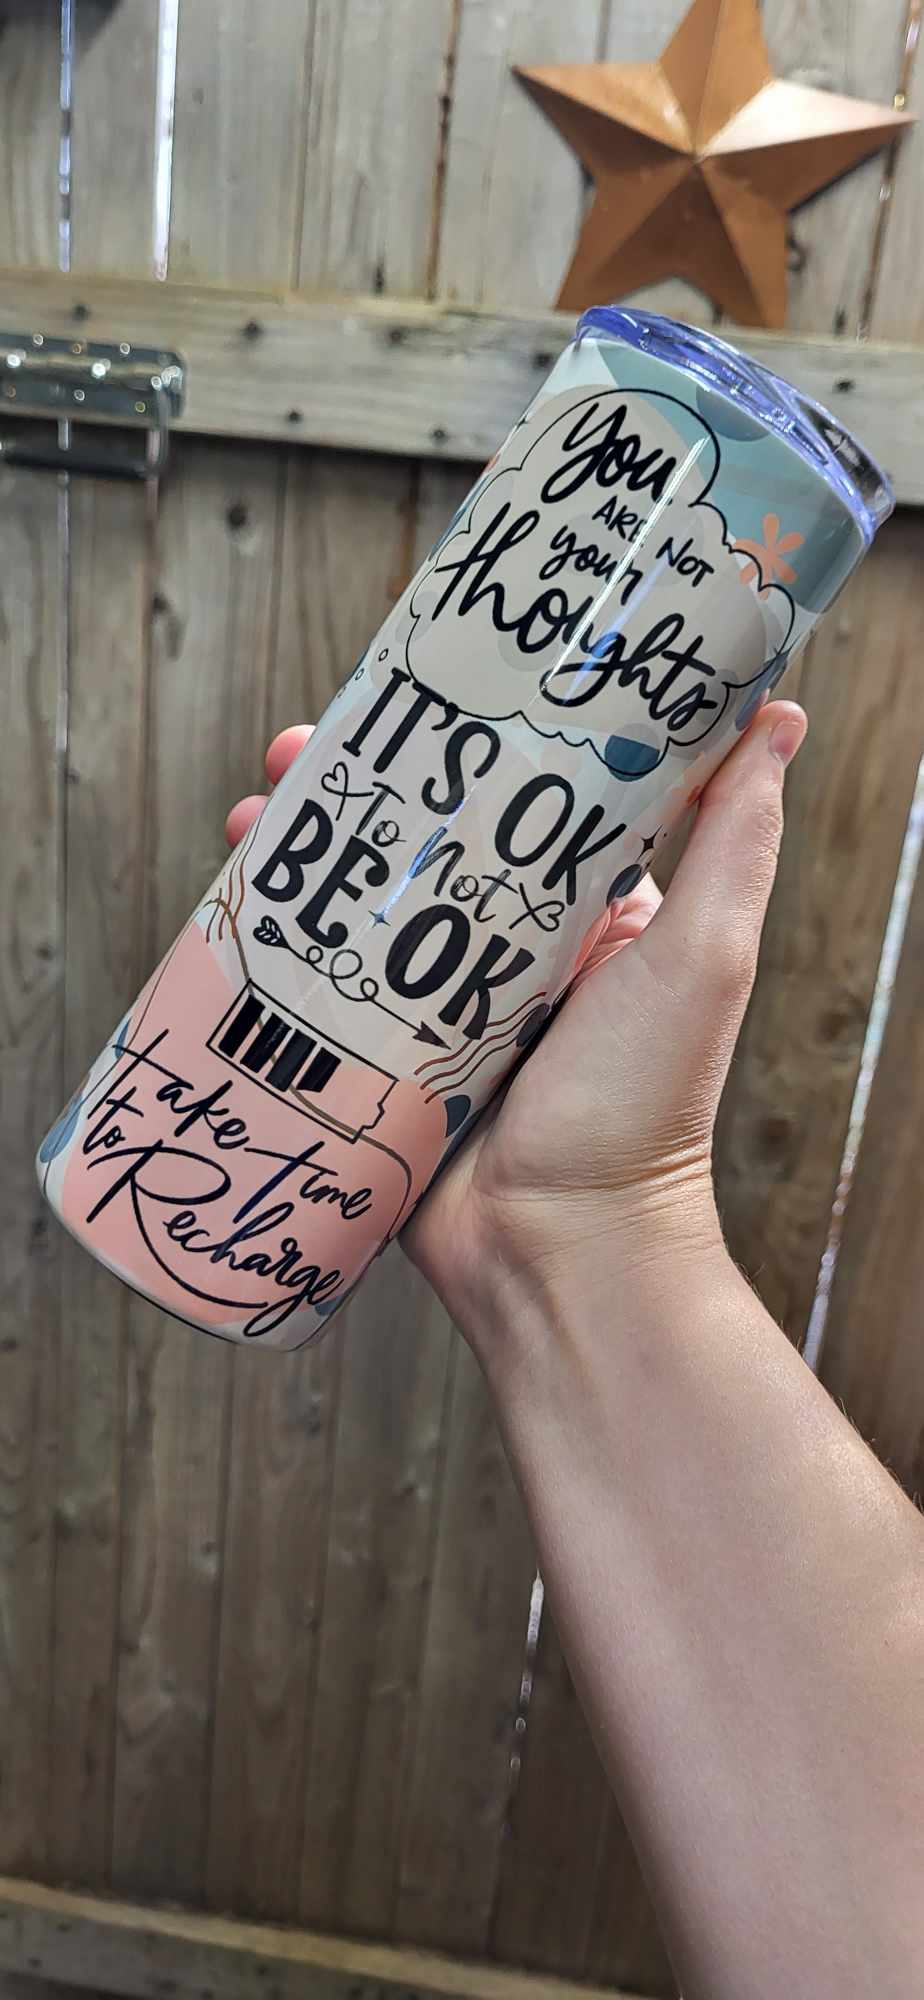 You
ARE NOT
your
thoughts
IT'S OK
To not
BE OK
take time
to Recharge